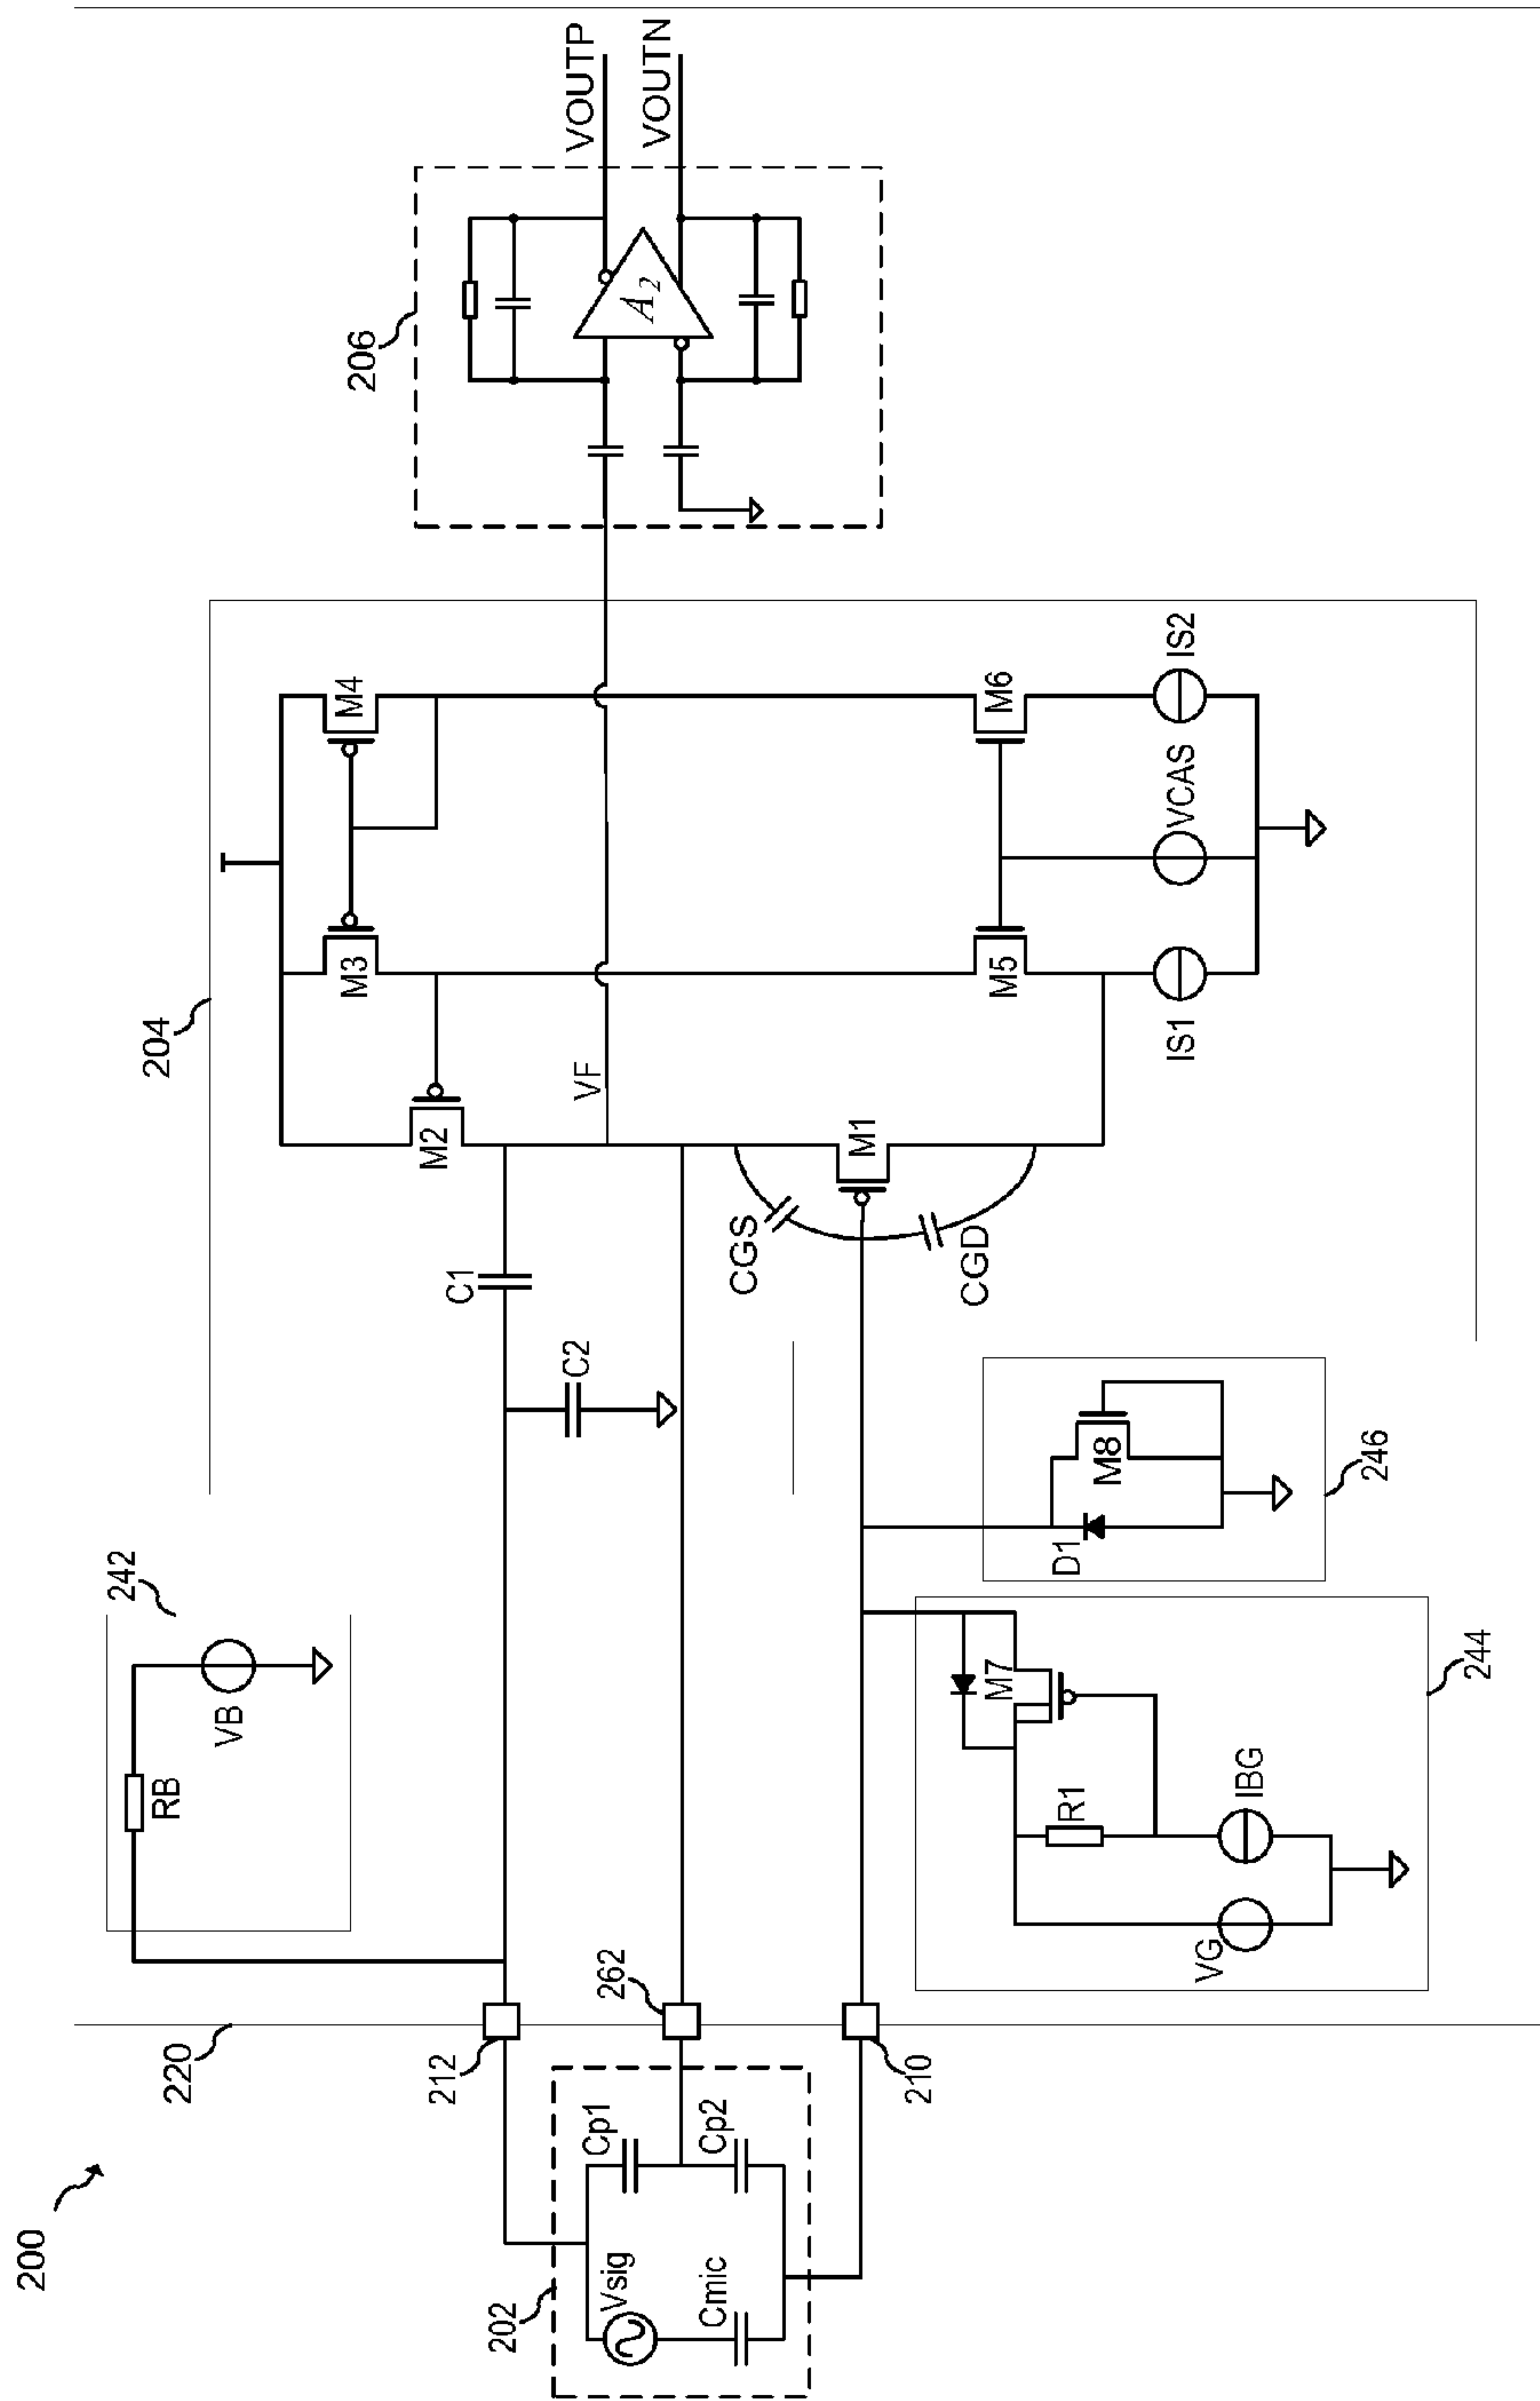 200
220
202
Vsig
Cmic
Cp1
Cp2
212
262
210
242
RB
VB
C1
C2
204
M2
M3
M4
VF
CGS
CGD
M1
M5
M6
IS1
VCAS
IS2
206
A2
VOUTP
VOUTN
244
VG
R1
IBG
M7
246
D1
M8